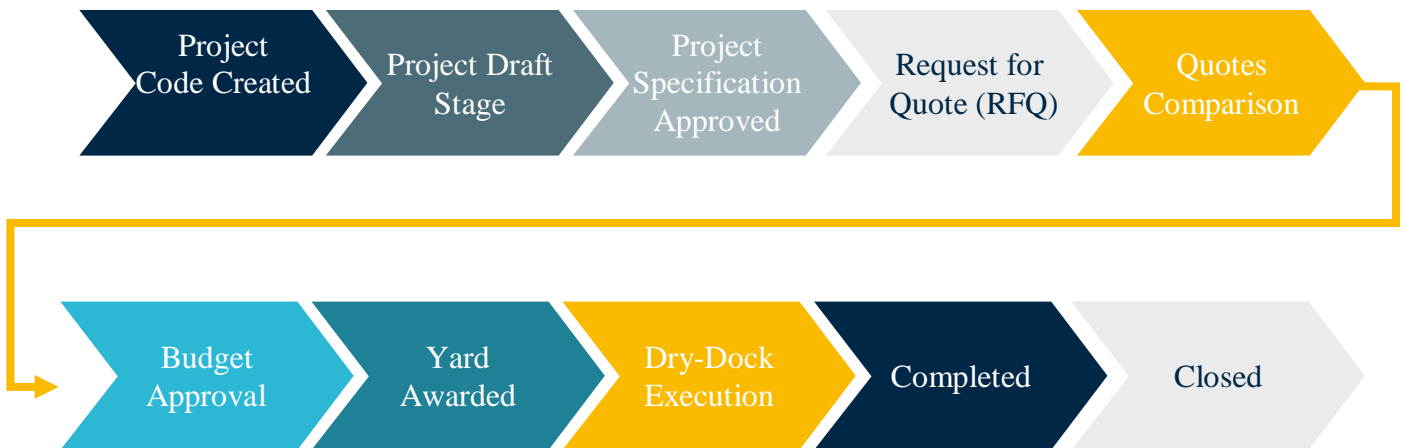 Project
Code Created
Project Draft
Stage
Project
Specification
Approved
Request for
Quote (RFQ)
Quotes
Comparison
Budget
Approval
Yard
Awarded
Dry-Dock
Execution
Completed
Closed